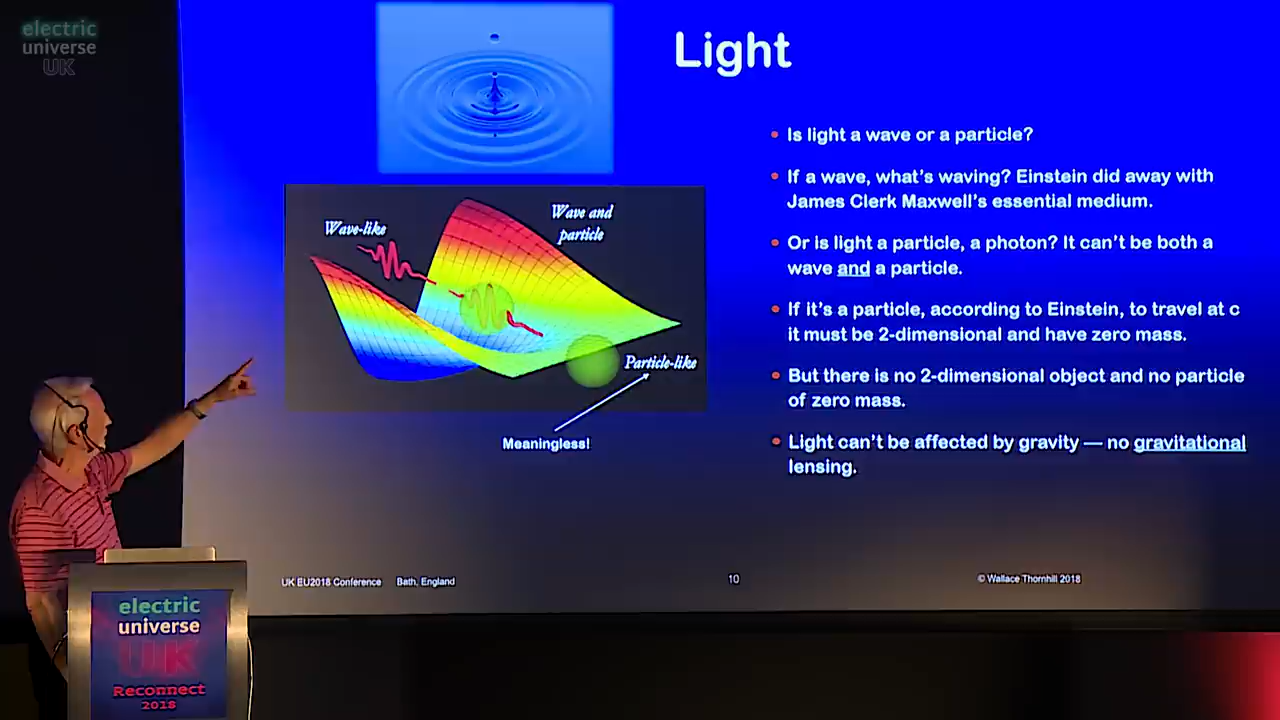 electric
universe
UK
Light
Is light a wave or a particle?
If a wave, what's waving? Einstein did away with
James Clerk Maxwell's essential medium.
Or is light a particle, a photon? It can't be both a
wave and a particle.
If it's a particle, according to Einstein, to travel at c
it must be 2-dimensional and have zero mass.
But there is no 2-dimensional object and no particle
of zero mass.
Light can't be affected by gravity — no gravitational
lensing.
Wave-like
Wave and
particle
Particle-like
Meaningless!
UK EU2018 Conference Bath, England
10
© Wallace Thornhill 2018
electric
universe
UK
Reconnect
2018